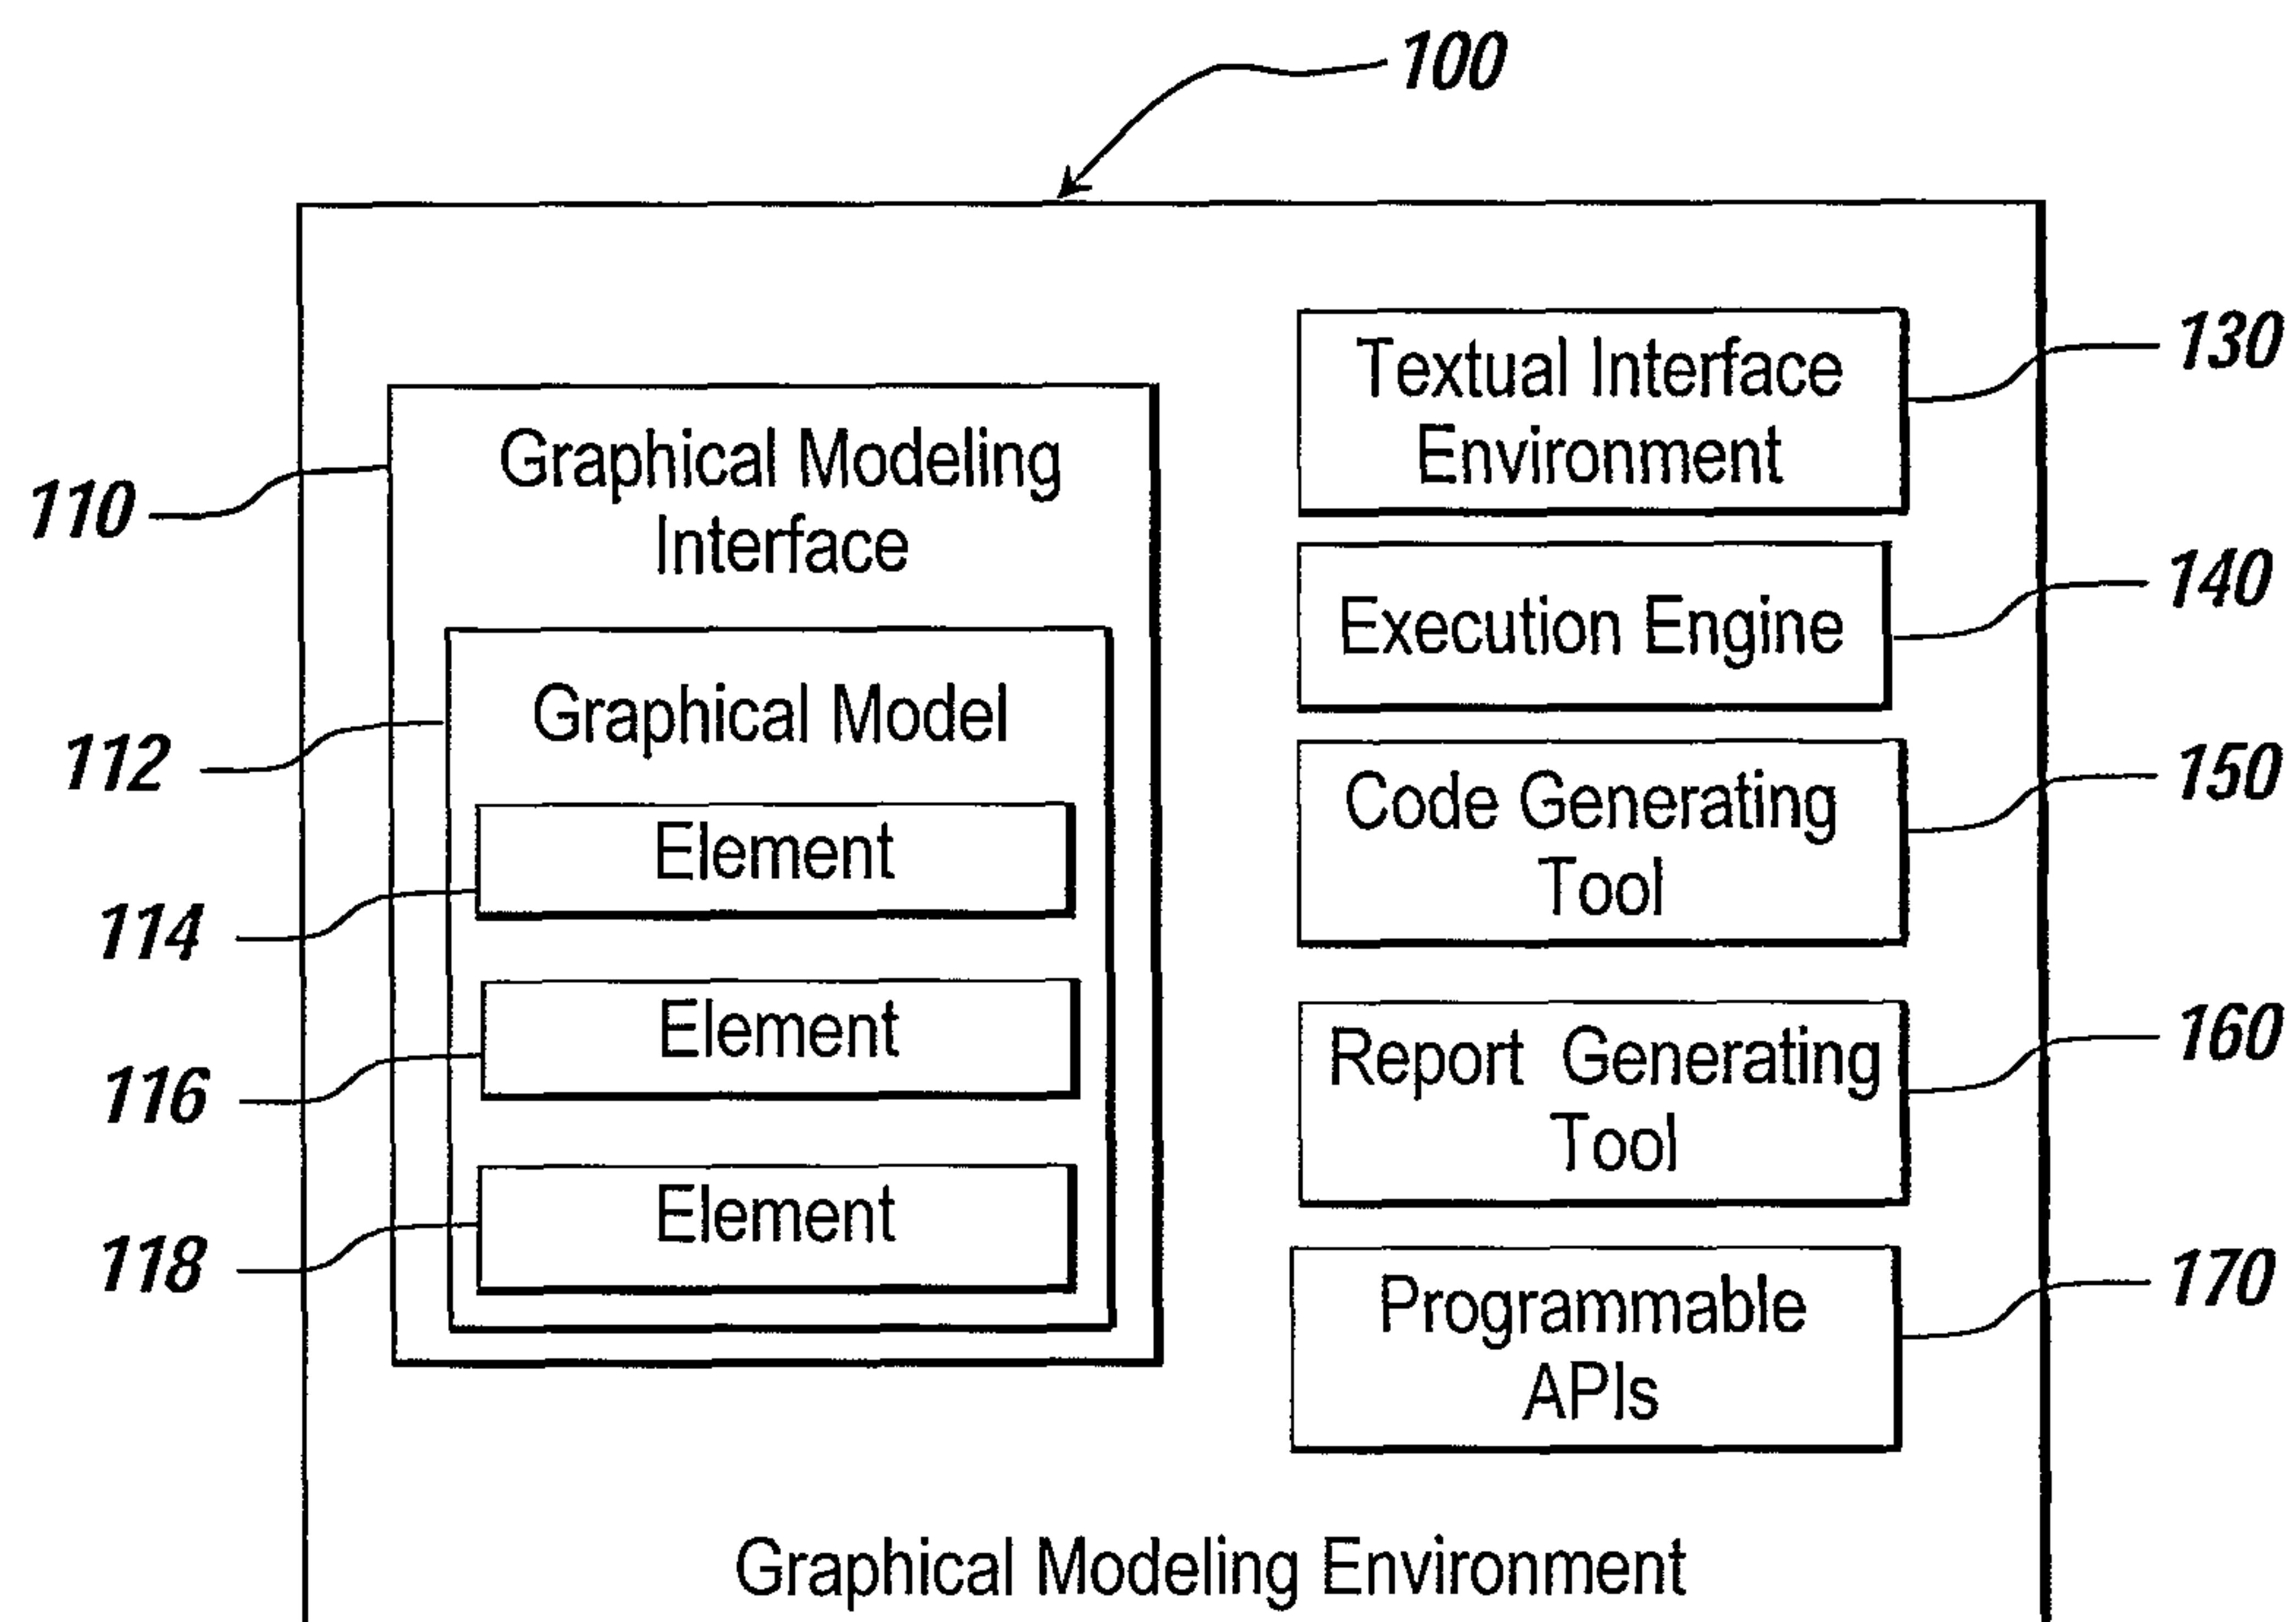 100
Textual Interface
Environment
130
110
Graphical Modeling
Interface
Execution Engine
140
112
Graphical Model
Code Generating
Tool
150
Element
114
Element
116
Report Generating
Tool
160
Element
118
Programmable
APIs
170
Graphical Modeling Environment